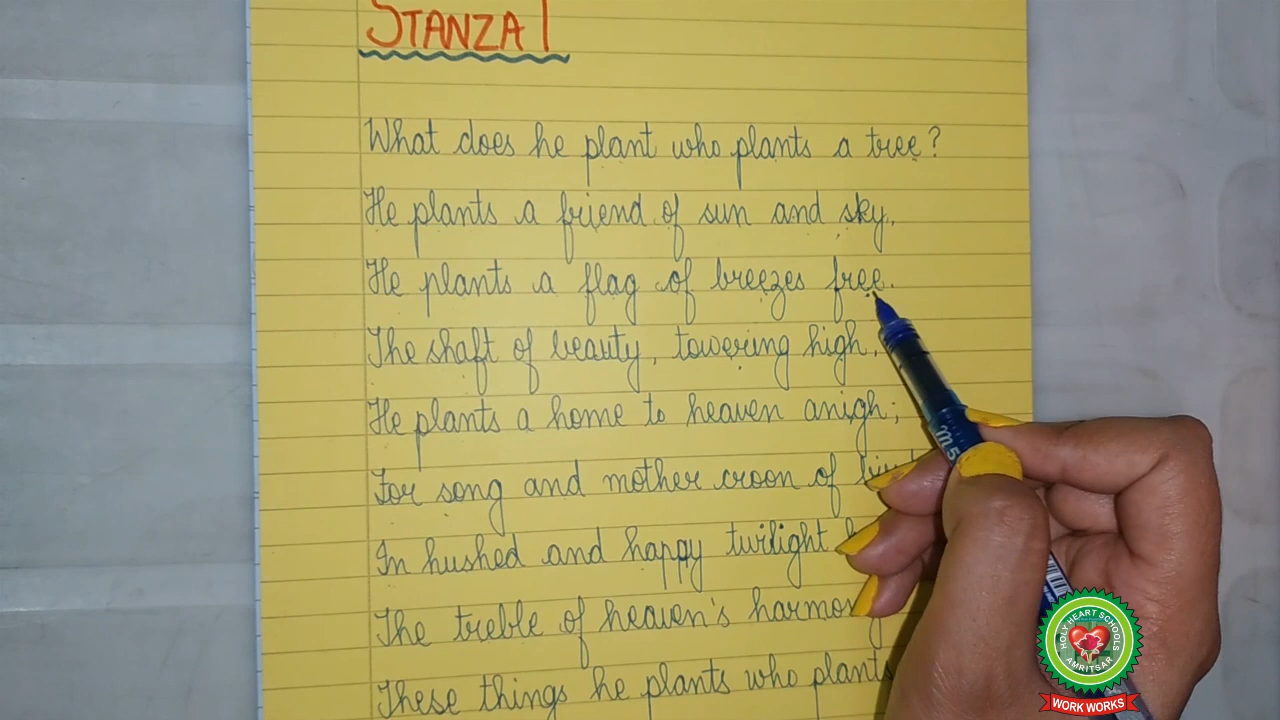 STANZA 1
What does he plant who plants a tree?
He plants a friend of sun and sky,
He plants a flag of breezes free.
The shaft of beauty, towering high,
He plants a home to heaven anigh;
For song and mother croon of
In hushed and happy twilight
The treble of heaven's harmony
These things he plants who plants
m5
HOLY HEART SCHOOLS
AMRITSAR
WORK WORKS